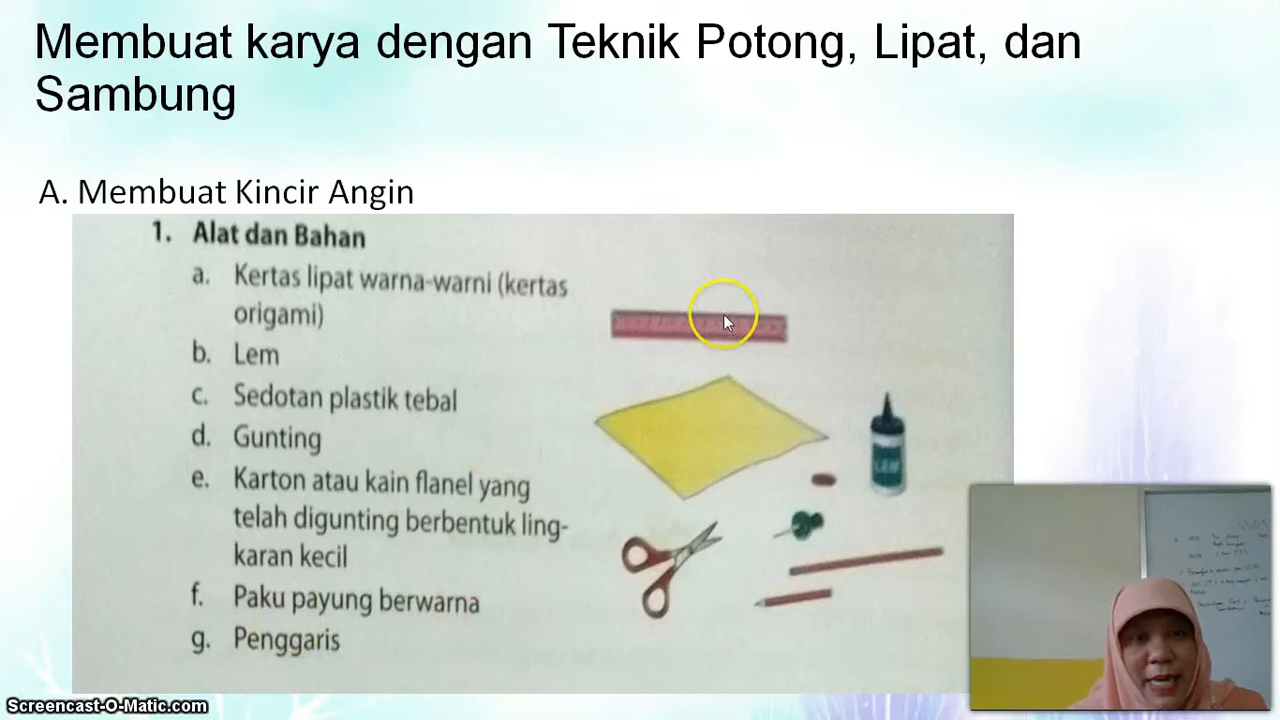 Membuat karya dengan Teknik Potong, Lipat, dan
Sambung
A. Membuat Kincir Angin
1. Alat dan Bahan
a. Kertas lipat warna-warni (kertas
origami)
b. Lem
c. Sedotan plastik tebal
d. Gunting
e. Karton atau kain flanel yang
telah digunting berbentuk ling-
karan kecil
f. Paku payung berwarna
g. Penggaris
LEM
Screencast-O-Matic.com